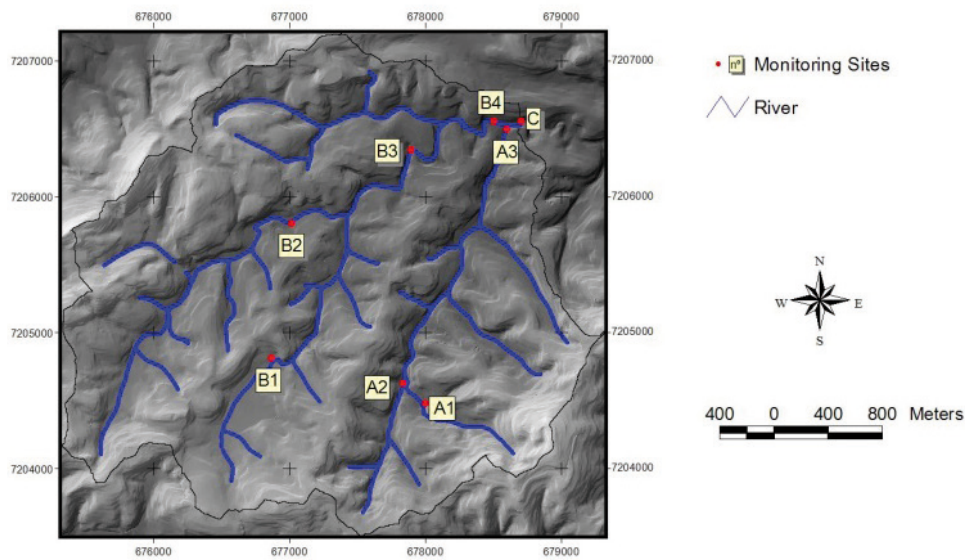 676000 677000 678000 679000
7207000 7207000
7206000 7206000
7205000 7205000
7204000 7204000
B4 C
B3 A3
B2
B1 A2
A1
676000 677000 678000 679000
nº Monitoring Sites
River
N
W E
S
400 0 400 800 Meters